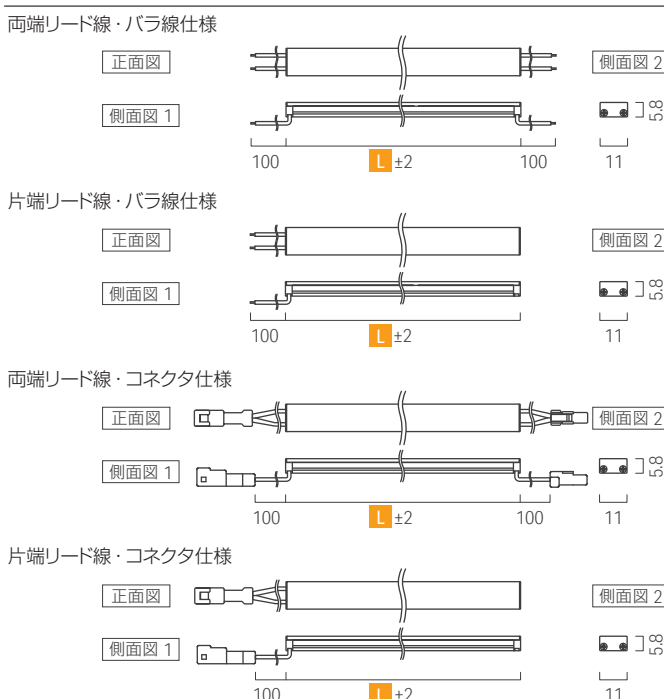 両端リード線・バラ線仕様
正面図
側面図 2
側面図 1
5.8
100 L ±2 100 11
片端リード線・バラ線仕様
正面図
側面図 2
側面図 1
5.8
100 L ±2 11
両端リード線・コネクタ仕様
正面図
側面図 2
側面図 1
5.8
100 L ±2 100 11
片端リード線・コネクタ仕様
正面図
側面図 2
側面図 1
5.8
100 L ±2 11